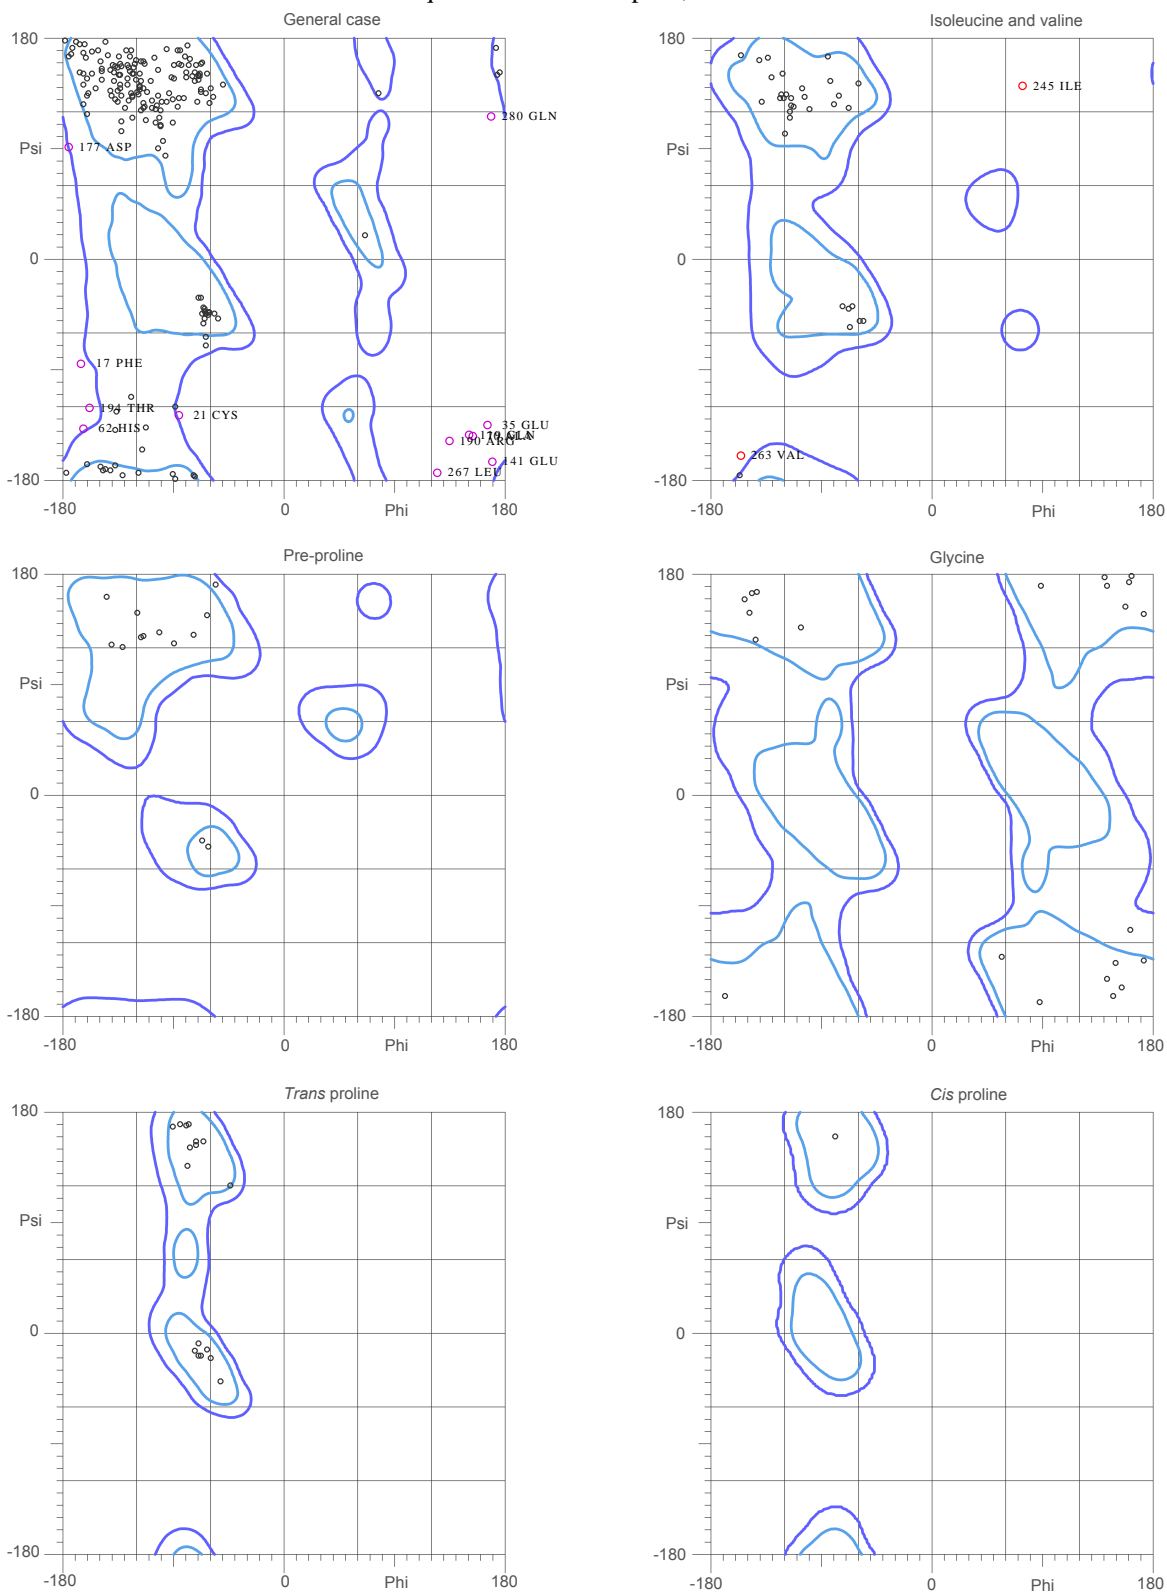 General case
180
Psi
0
-180
-180
0
Phi
180
280 GLN
177 ASP
17 PHE
194 THR
21 CYS
62 HIS
35 GLU
190 ARG
141 GLU
267 LEU
Isoleucine and valine
180
Psi
0
-180
-180
0
Phi
180
245 ILE
263 VAL
Pre-proline
180
Psi
0
-180
-180
0
Phi
180
Glycine
180
Psi
0
-180
-180
0
Phi
180
Trans proline
180
Psi
0
-180
-180
0
Phi
180
Cis proline
180
Psi
0
-180
-180
0
Phi
180